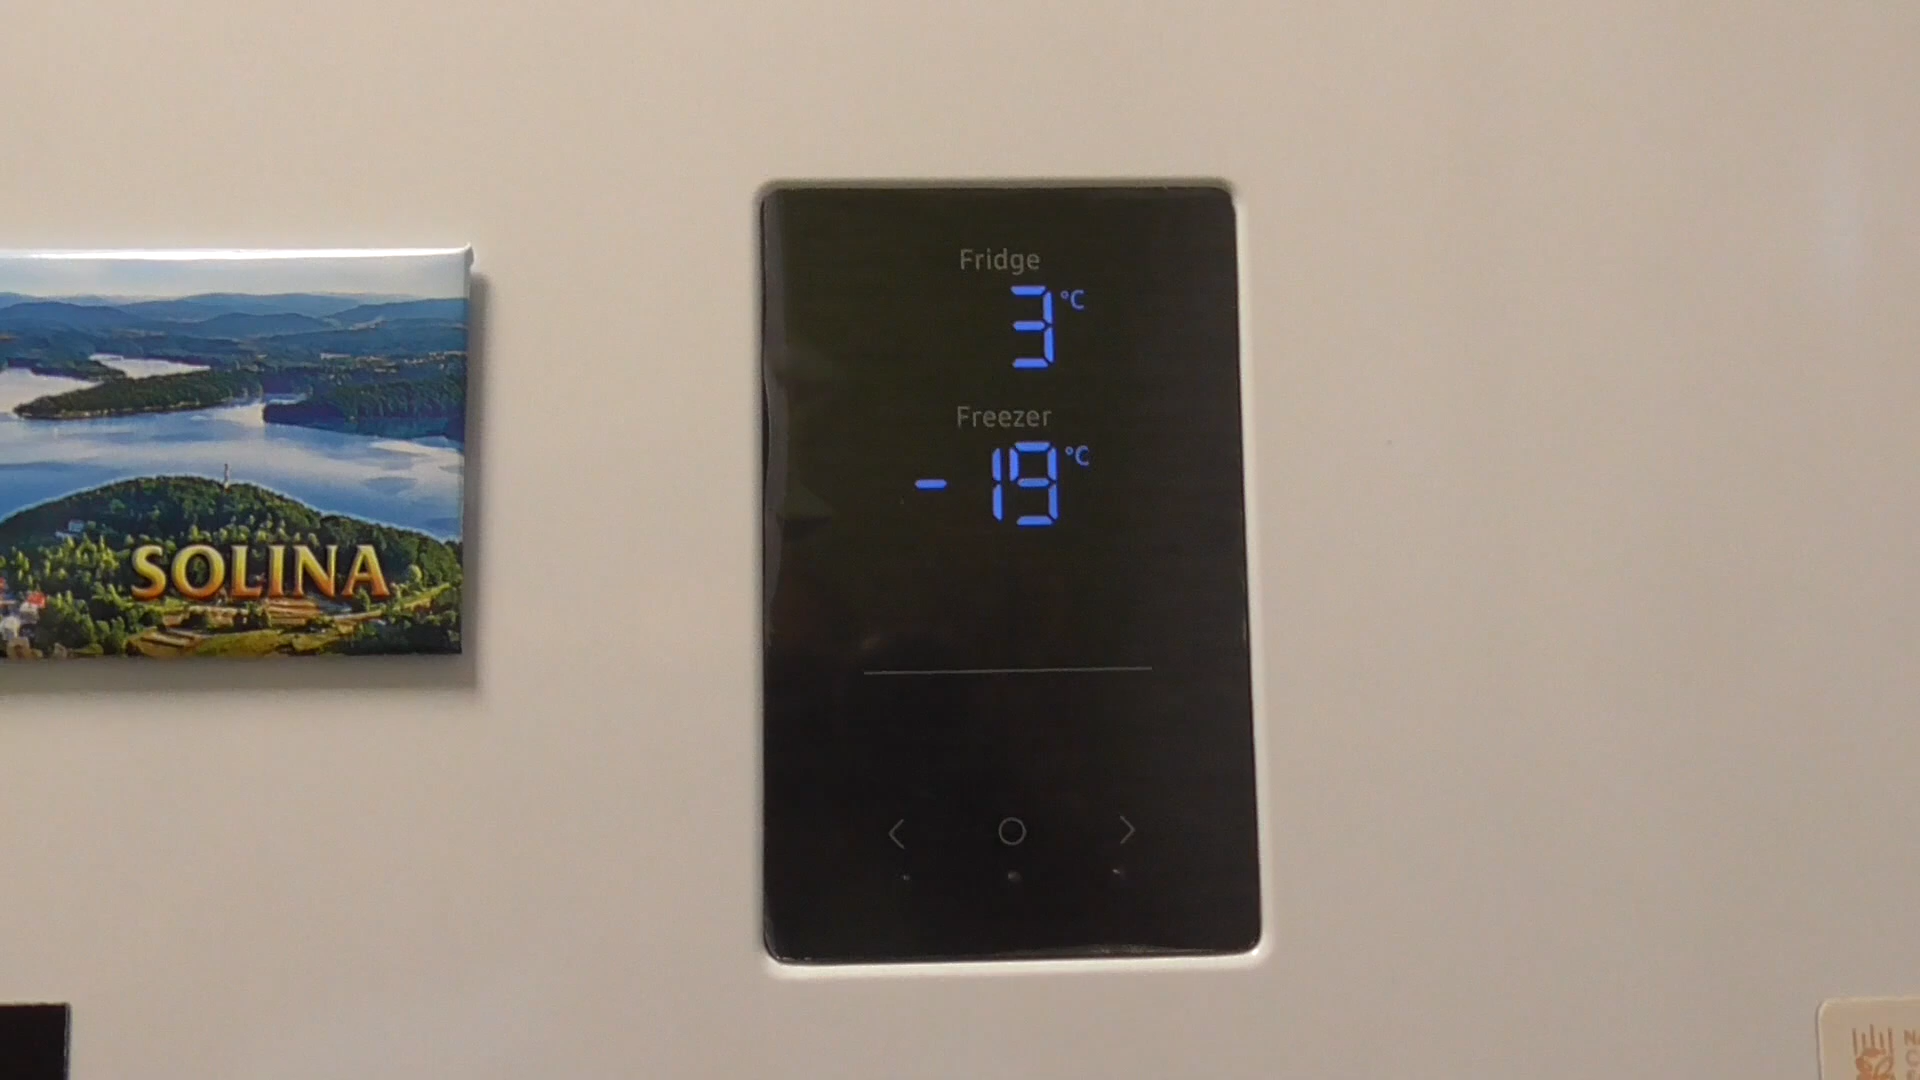 Fridge
3 °C
Freezer
- 19 °C
SOLINA